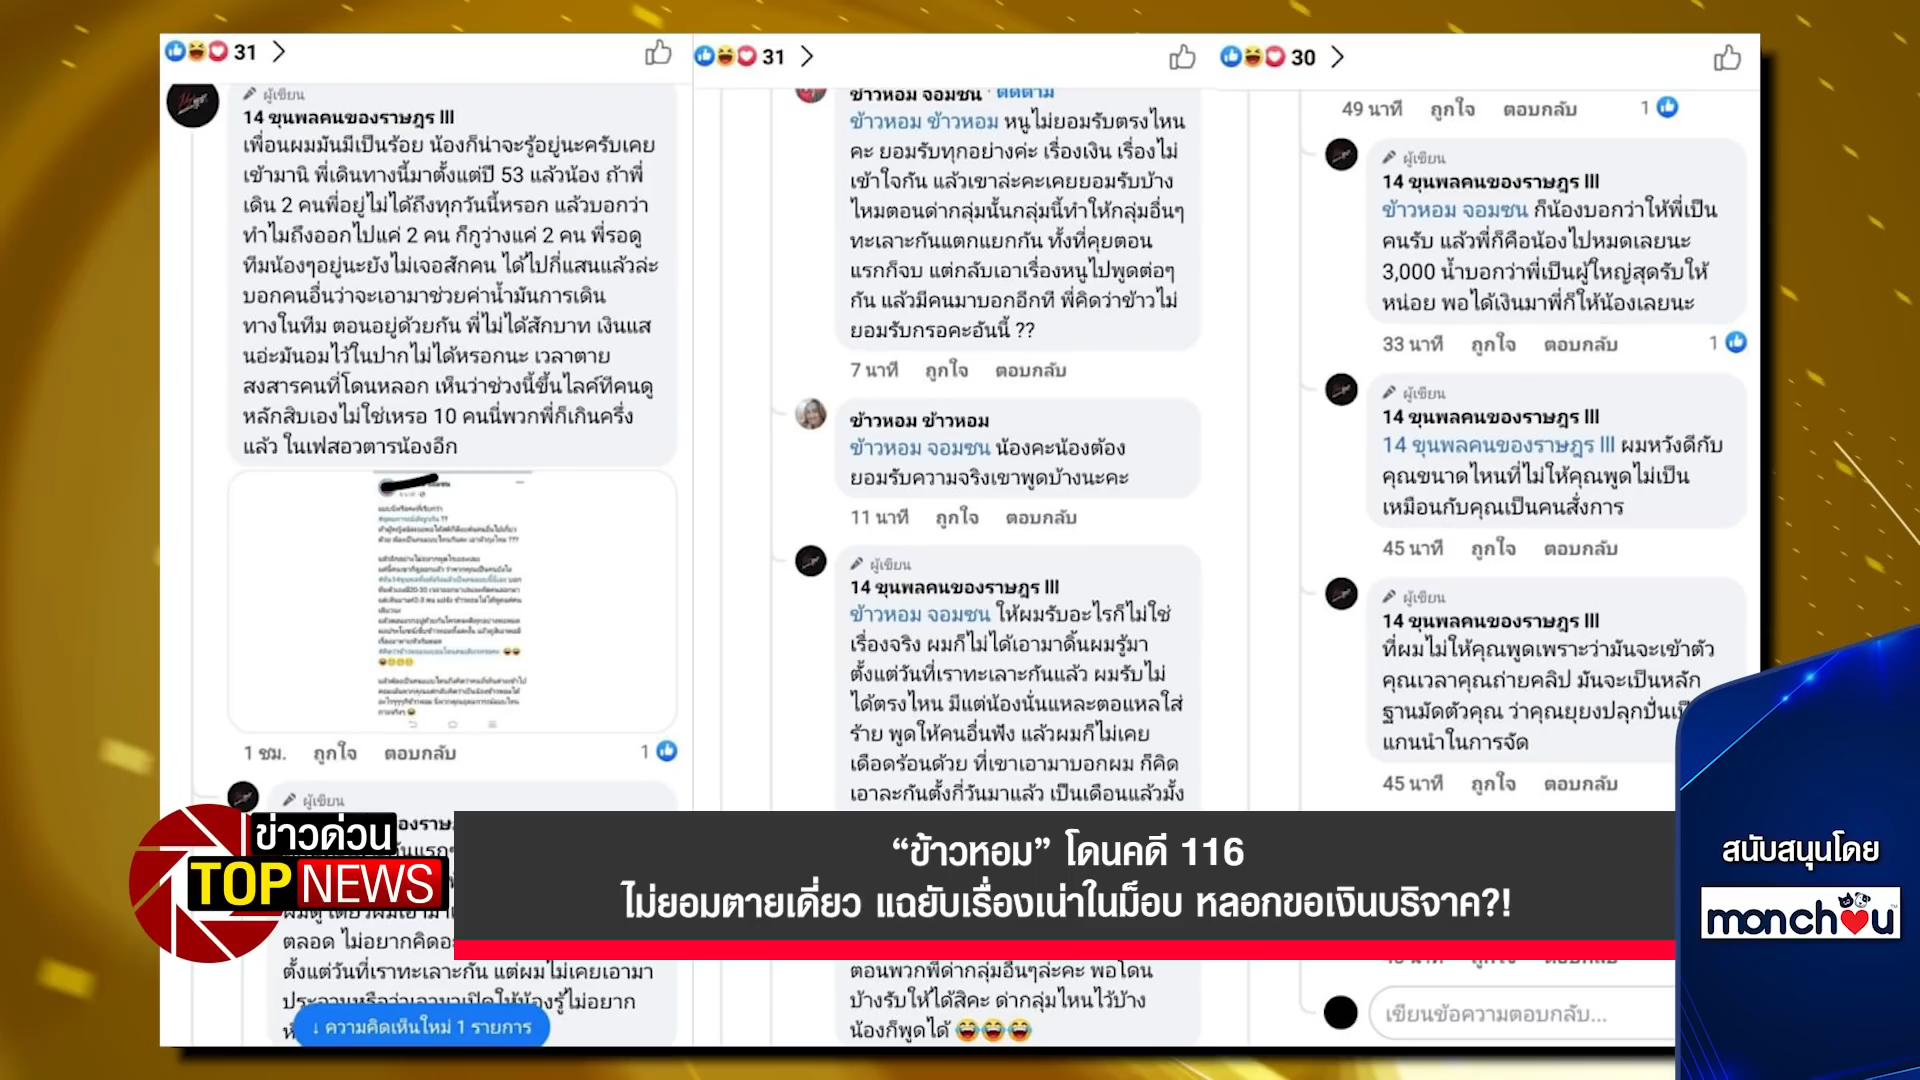 31
ผู้เขียน
14 ขุนพลคนของราษฎร lll
เพื่อนผมมันมีเป็นร้อย น้องก็น่าจะรู้อยู่นะครับเคย
เข้ามานิ พี่เดินทางนี้มาตั้งแต่ปี 53 แล้วน้อง ถ้าพี่
เดิน 2 คนพี่อยู่ไม่ได้ถึงทุกวันนี้หรอก แล้วบอกว่า
ทำไมถึงออกไปแค่ 2 คน ก็กูว่างแค่ 2 คน พี่รอดู
ทีมน้องๆอยู่นะยังไม่เจอสักคน ได้ไปกี่แสนแล้วล่ะ
บอกคนอื่นว่าจะเอามาช่วยค่าน้ำมันการเดิน
ทางในทีม ตอนอยู่ด้วยกัน พี่ไม่ได้สักบาท เงินแส
นอ่ะมันอมไว้ในปากไม่ได้หรอกนะ เวลาตาย
สงสารคนที่โดนหลอก เห็นว่าช่วงนี้ขึ้นไลค์ทีคนดู
หลักสิบเองไม่ใช่เหรอ 10 คนนี่พวกพี่ก็เกินครึ่ง
แล้ว ในเฟสอวตารน้องอีก
1 ชม. ถูกใจ ตอบกลับ 1
ผู้เขียน
ตลอด ไม่อยากคิดอะ
ตั้งแต่วันที่เราทะเลาะกัน แต่ผมไม่เคยเอามา
ประจานหรือว่าเอามาเปิดให้น้องรู้ไม่อยาก
↓ ความคิดเห็นใหม่ 1 รายการ
31
ข้าวหอม จอมซน · ติดตาม
ข้าวหอม ข้าวหอม หนูไม่ยอมรับตรงไหน
คะ ยอมรับทุกอย่างค่ะ เรื่องเงิน เรื่องไม่
เข้าใจกัน แล้วเขาล่ะคะเคยยอมรับบ้าง
ไหมตอนด่ากลุ่มนั้นกลุ่มนี้ทำให้กลุ่มอื่นๆ
ทะเลาะกันแตกแยกกัน ทั้งที่คุยตอน
แรกก็จบ แต่กลับเอาเรื่องหนูไปพูดต่อๆ
กัน แล้วมีคนมาบอกอีกที พี่คิดว่าข้าวไม่
ยอมรับกรอคะอันนี้ ??
7 นาที ถูกใจ ตอบกลับ
ข้าวหอม ข้าวหอม
ข้าวหอม จอมซน น้องคะน้องต้อง
ยอมรับความจริงเขาพูดบ้างนะคะ
11 นาที ถูกใจ ตอบกลับ
ผู้เขียน
14 ขุนพลคนของราษฎร lll
ข้าวหอม จอมซน ให้ผมรับอะไรก็ไม่ใช่
เรื่องจริง ผมก็ไม่ได้เอามาดิ้นผมรู้มา
ตั้งแต่วันที่เราทะเลาะกันแล้ว ผมรับไม่
ได้ตรงไหน มีแต่น้องนั่นแหละตอแหลใส่
ร้าย พูดให้คนอื่นฟัง แล้วผมก็ไม่เคย
เดือดร้อนด้วย ที่เขาเอามาบอกผม ก็คิด
เอาละกันตั้งกี่วันมาแล้ว เป็นเดือนแล้วมั้ง
ตอนพวกพี่ด่ากลุ่มอื่นๆล่ะคะ พอโดน
บ้างรับให้ได้สิคะ ด่ากลุ่มไหนไว้บ้าง
น้องก็พูดได้ 😂😂😂
30
49 นาที ถูกใจ ตอบกลับ 1
ผู้เขียน
14 ขุนพลคนของราษฎร lll
ข้าวหอม จอมซน ก็น้องบอกว่าให้พี่เป็น
คนรับ แล้วพี่ก็คือน้องไปหมดเลยนะ
3,000 น้ำบอกว่าพี่เป็นผู้ใหญ่สุดรับให้
หน่อย พอได้เงินมาพี่ก็ให้น้องเลยนะ
33 นาที ถูกใจ ตอบกลับ 1
ผู้เขียน
14 ขุนพลคนของราษฎร lll
14 ขุนพลคนของราษฎร lll ผมหวังดีกับ
คุณขนาดไหนที่ไม่ให้คุณพูดไม่เป็น
เหมือนกับคุณเป็นคนสั่งการ
45 นาที ถูกใจ ตอบกลับ
ผู้เขียน
14 ขุนพลคนของราษฎร lll
ที่ผมไม่ให้คุณพูดเพราะว่ามันจะเข้าตัว
คุณเวลาคุณถ่ายคลิป มันจะเป็นหลัก
ฐานมัดตัวคุณ ว่าคุณยุยงปลุกปั่นเป็
แกนนำในการจัด
45 นาที ถูกใจ ตอบกลับ
เขียนข้อความตอบกลับ...
ข่าวด่วน
TOP NEWS
“ข้าวหอม” โดนคดี 116
ไม่ยอมตายเดี่ยว แฉยับเรื่องเน่าในม็อบ หลอกขอเงินบริจาค?!
สนับสนุนโดย
monchou